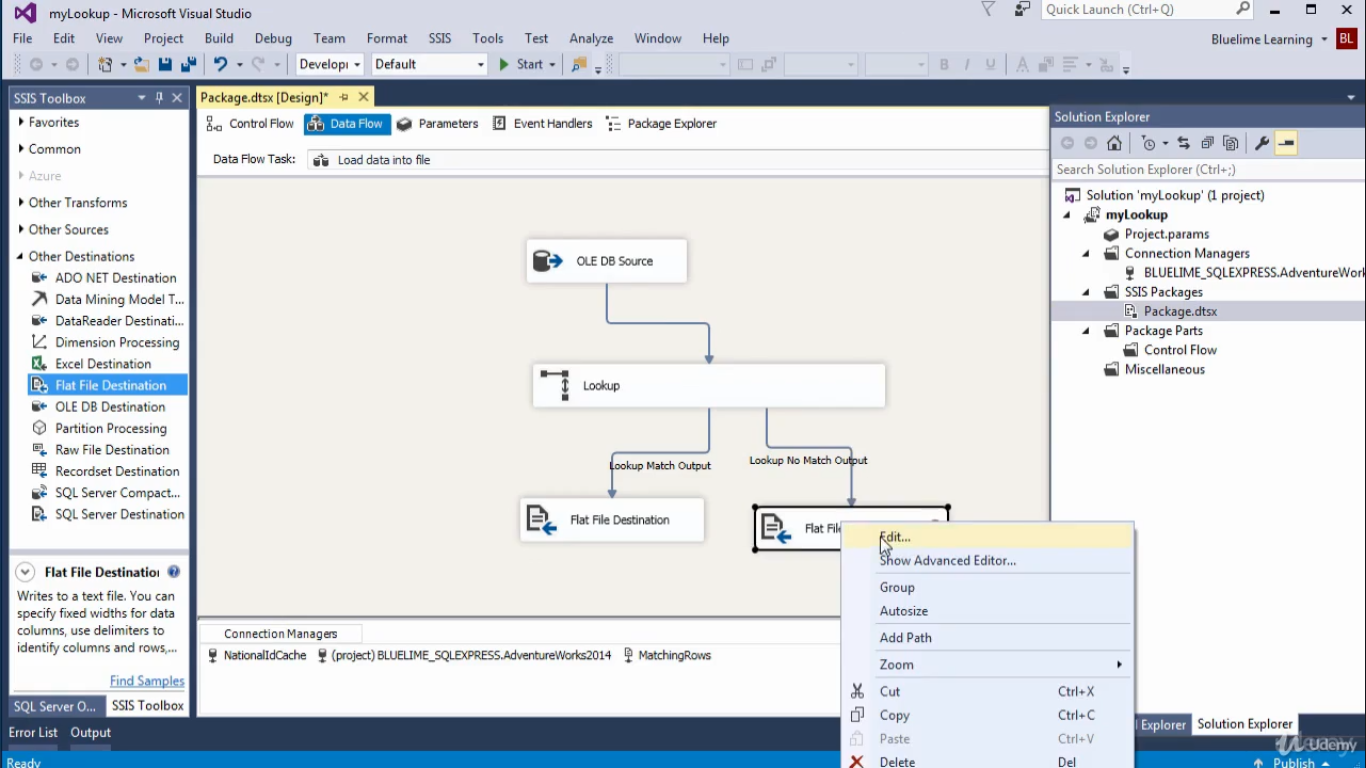 myLookup - Microsoft Visual Studio
Quick Launch (Ctrl+Q)
File Edit View Project Build Debug Team Format SSIS Tools Test Analyze Window Help
Bluelime Learning BL
Developı Default Start
SSIS Toolbox
Favorites
Common
Azure
Other Transforms
Other Sources
Other Destinations
ADO NET Destination
Data Mining Model T...
DataReader Destinati...
Dimension Processing
Excel Destination
Flat File Destination
OLE DB Destination
Partition Processing
Raw File Destination
Recordset Destination
SQL Server Compact...
SQL Server Destination
Flat File Destination
Writes to a text file. You can
specify fixed widths for data
columns, use delimiters to
identify columns and rows,...
Find Samples
SQL Server O... SSIS Toolbox
Error List Output
Ready
Package.dtsx [Design]*
Control Flow Data Flow Parameters Event Handlers Package Explorer
Data Flow Task: Load data into file
OLE DB Source
Lookup
Lookup Match Output
Lookup No Match Output
Flat File Destination
Flat File
Connection Managers
NationalIdCache (project) BLUELIME_SQLEXPRESS.AdventureWorks2014 MatchingRows
Edit...
Show Advanced Editor...
Group
Autosize
Add Path
Zoom
Cut Ctrl+X
Copy Ctrl+C
Paste Ctrl+V
Delete Del
Solution Explorer
Search Solution Explorer (Ctrl+;)
Solution 'myLookup' (1 project)
myLookup
Project.params
Connection Managers
BLUELIME_SQLEXPRESS.AdventureWork
SSIS Packages
Package.dtsx
Package Parts
Control Flow
Miscellaneous
l Explorer Solution Explorer
Udemy
Publish